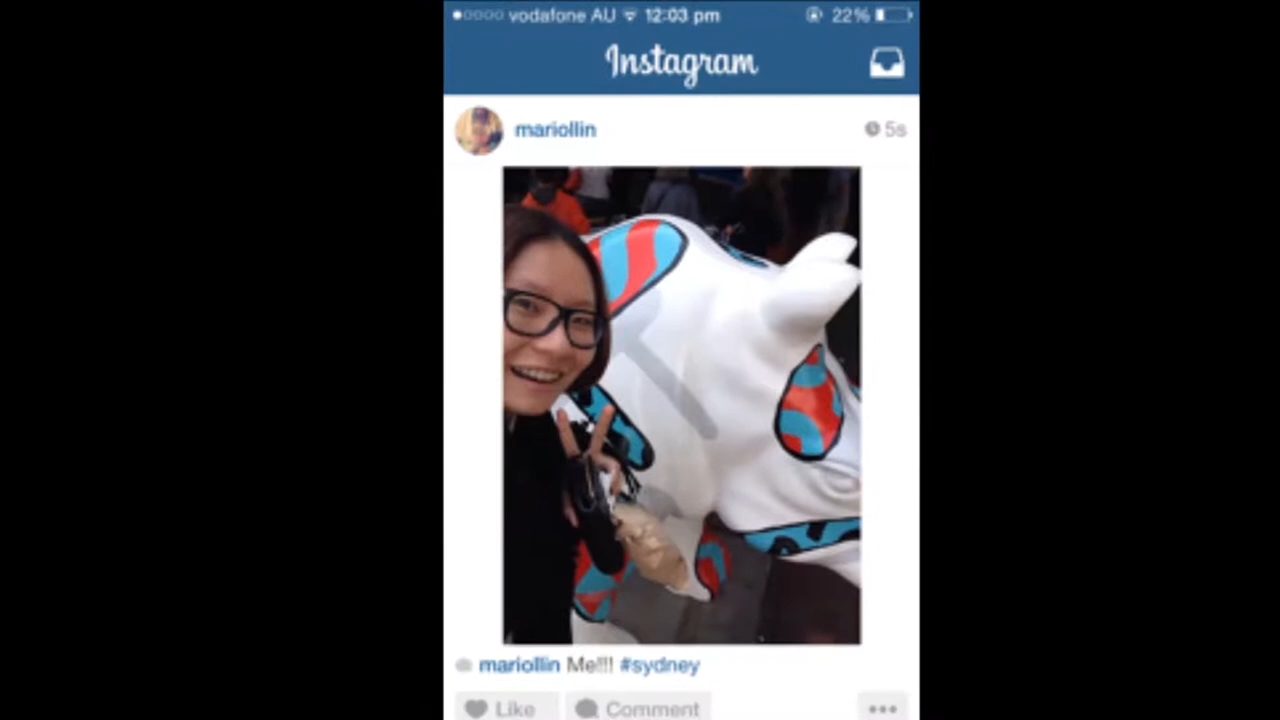 vodafone AU 12:03 pm 22%
Instagram
mariollin 5s
mariollin Me!!! #sydney
Like Comment